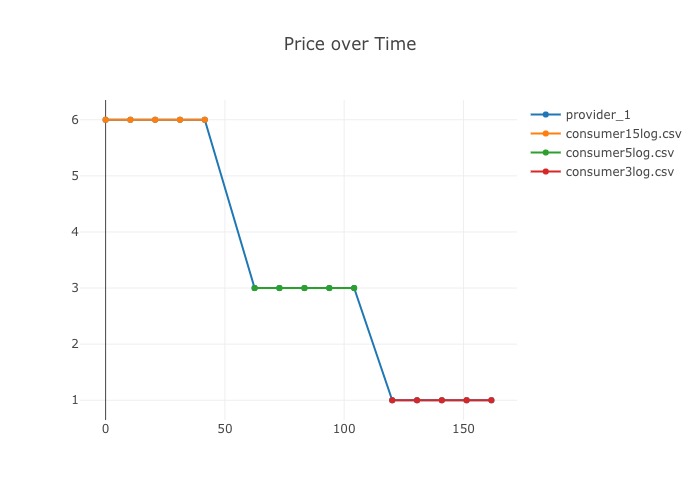 Price over Time
provider_1
consumer15log.csv
consumer5log.csv
consumer3log.csv
6
5
4
3
2
1
0 50 100 150